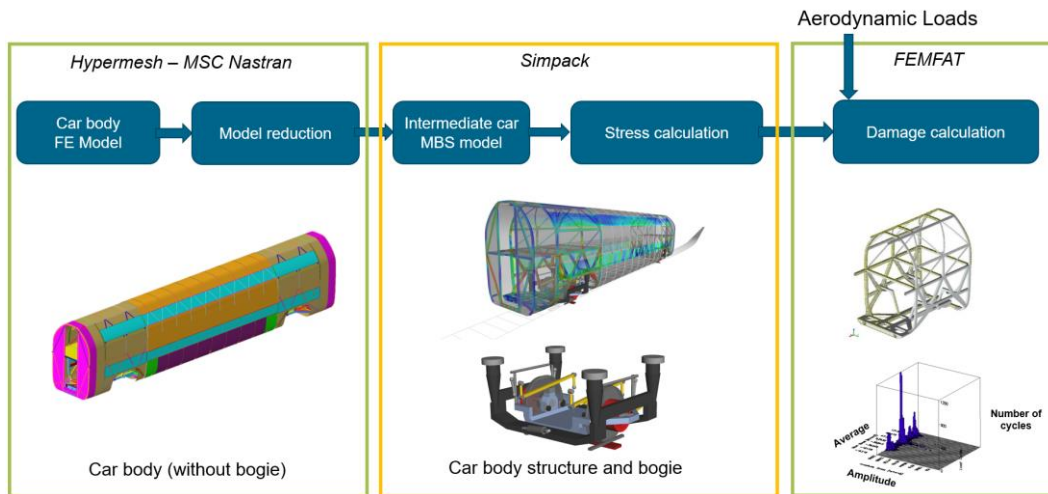 Aerodynamic Loads
Hypermesh – MSC Nastran
Simpack
FEMFAT
Car body
FE Model
Model reduction
Intermediate car
MBS model
Stress calculation
Damage calculation
Number of
cycles
Average
Amplitude
Car body (without bogie)
Car body structure and bogie